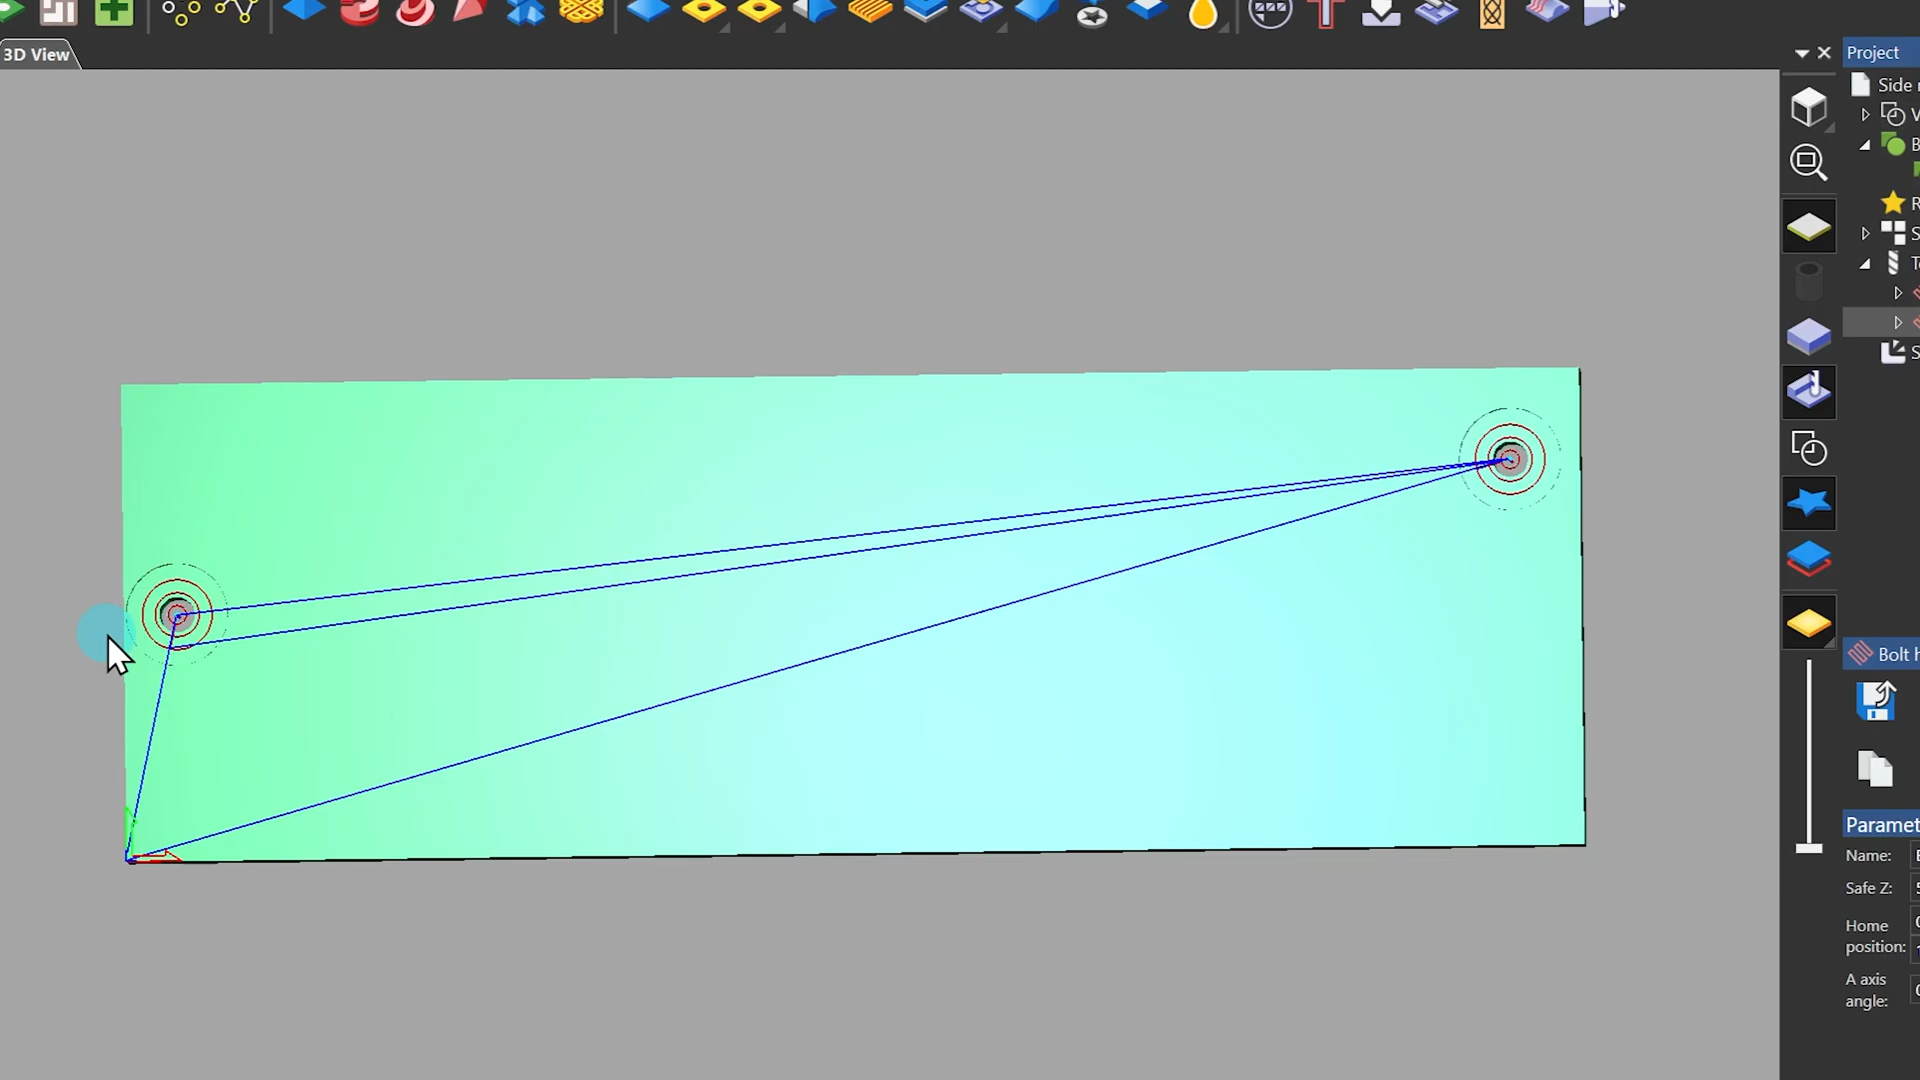 3D View
Project
Side
Bolt h
Paramet
Name:
Safe Z:
Home
position:
A axis
angle: